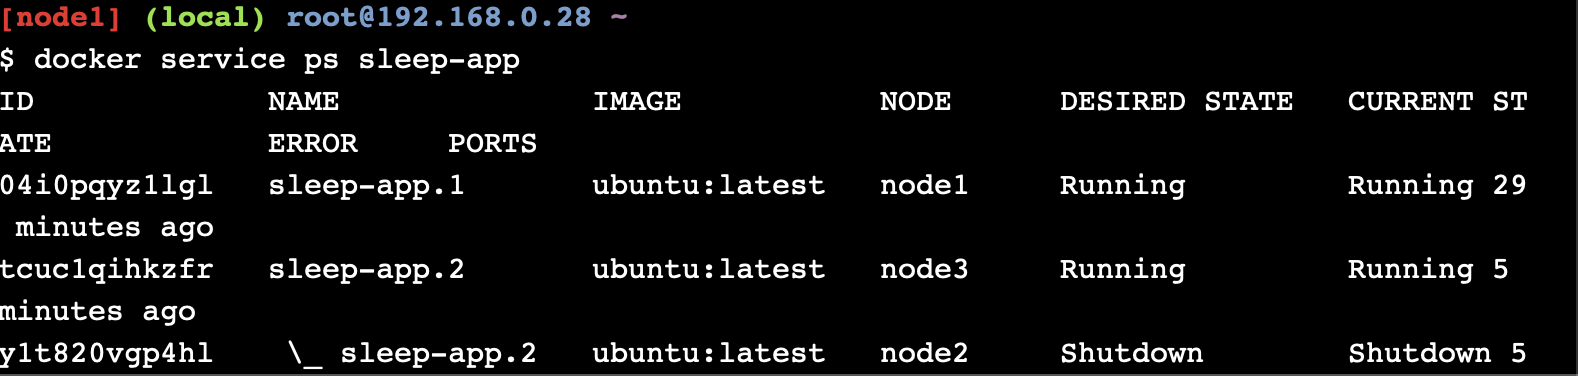 [node1] (local) root@192.168.0.28 ~
$ docker service ps sleep-app
ID             NAME              IMAGE           NODE      DESIRED STATE   CURRENT ST
ATE            ERROR     PORTS
04i0pqyz1lgl   sleep-app.1       ubuntu:latest   node1     Running         Running 29
 minutes ago
tcuc1qihkzfr   sleep-app.2       ubuntu:latest   node3     Running         Running 5
minutes ago
y1t820vgp4hl    \_ sleep-app.2   ubuntu:latest   node2     Shutdown        Shutdown 5